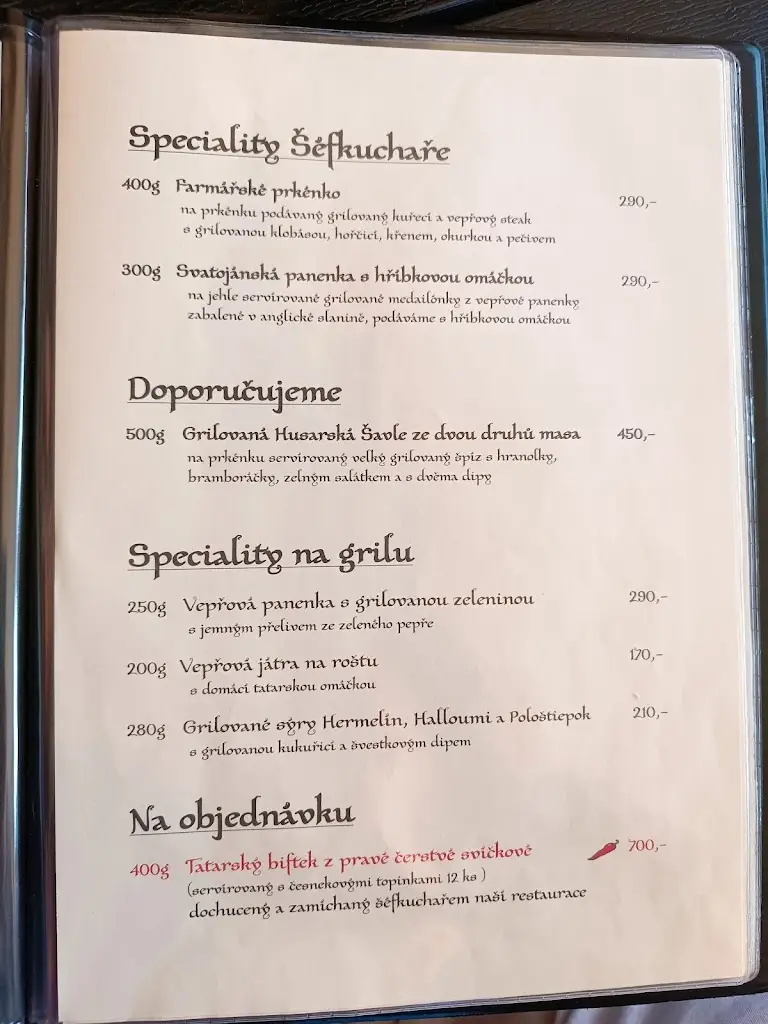 Speciality Šéfkuchaře
400g Farmářské prkénko 290,-
na prkénku podávaný grilovaný kuřecí a vepřový steak
s grilovanou klobásou, hořčicí, křenem, okurkou a pečivem
300g Svatojánská panenka s hříbkovou omáčkou 290,-
na jehle servírované grilované medailónky z vepřové panenky
zabalené v anglické slanině, podáváme s hříbkovou omáčkou
Doporučujeme
500g Grilovaná Husarská Šavle ze dvou druhů masa 450,-
na prkénku servírovaný velký grilovaný špíz s hranolky,
bramboráčky, zelným salátkem a s dvěma dipy
Speciality na grilu
250g Vepřová panenka s grilovanou zeleninou 290,-
s jemným přelivem ze zeleného pepře
200g Vepřová játra na roštu 170,-
s domácí tatarskou omáčkou
280g Grilované sýry Hermelín, Halloumi a Pološtiepok 210,-
s grilovanou kukuřicí a švestkovým dipem
Na objednávku
400g Tatarský biftek z pravé čerstvé svíčkové 700,-
(servírovaný s česnekovými topinkami 12 ks )
dochucený a zamíchaný šéfkuchařem naší restaurace